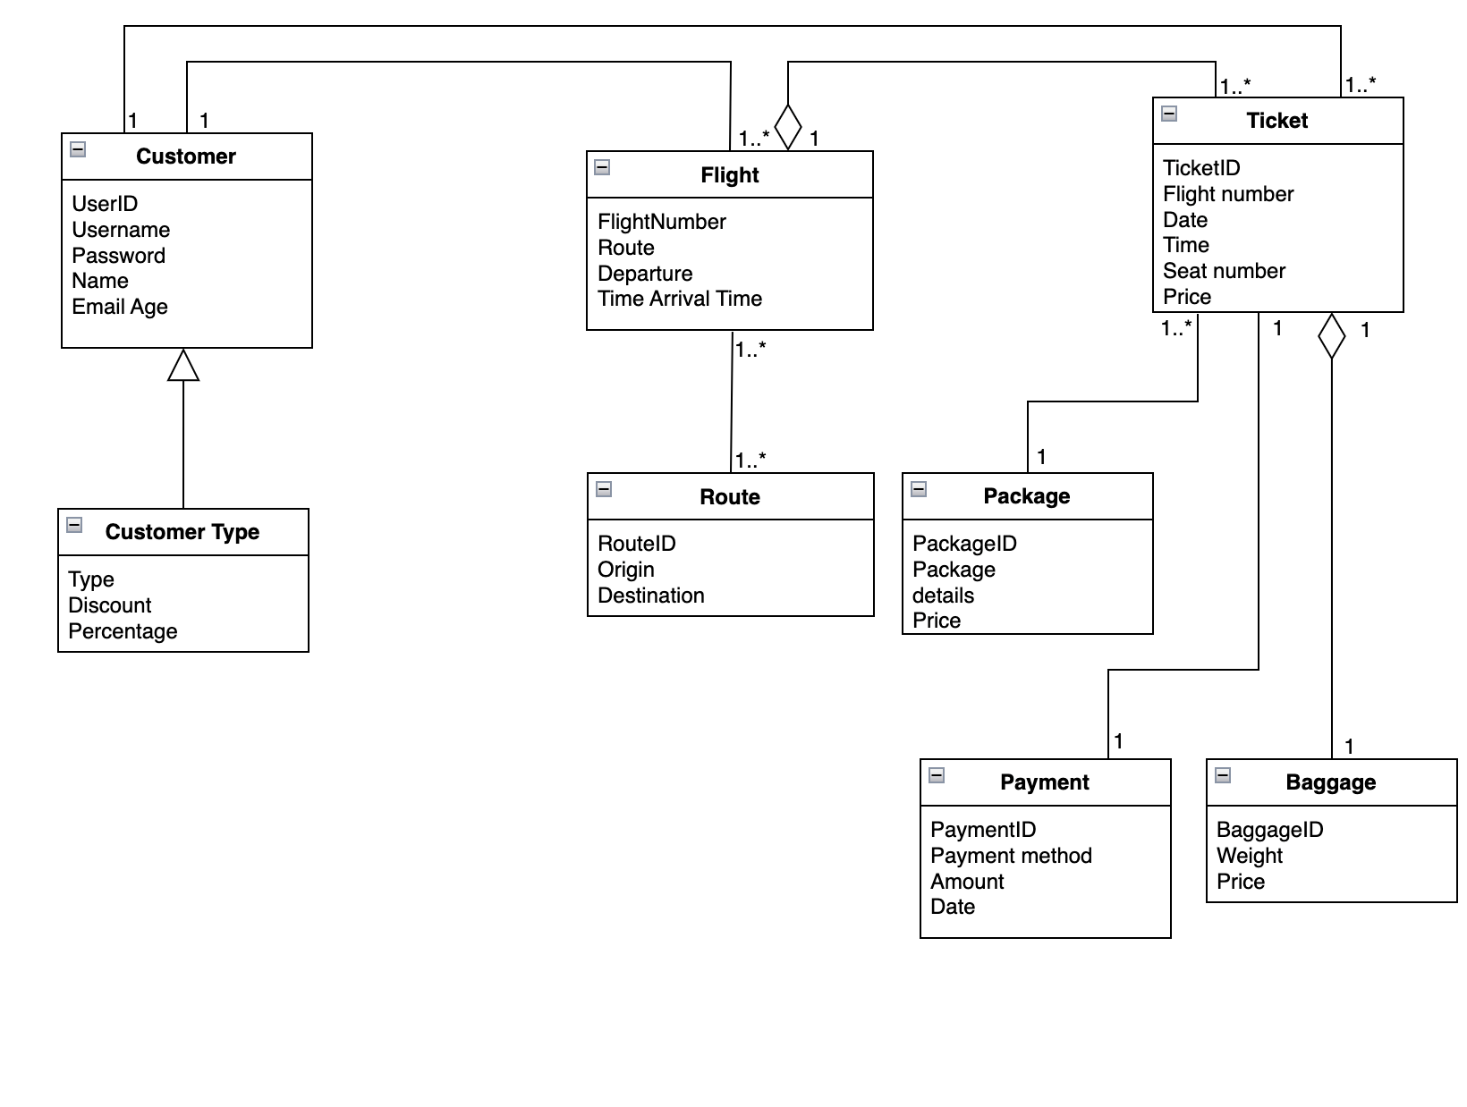 1
1
1..*
1
1..*
1..*
Customer
UserID
Username
Password
Name
Email Age
Flight
FlightNumber
Route
Departure
Time Arrival Time
Ticket
TicketID
Flight number
Date
Time
Seat number
Price
1..*
1..*
1..*
1
1
1
Customer Type
Type
Discount
Percentage
Route
RouteID
Origin
Destination
Package
PackageID
Package
details
Price
1
1
Payment
PaymentID
Payment method
Amount
Date
Baggage
BaggageID
Weight
Price